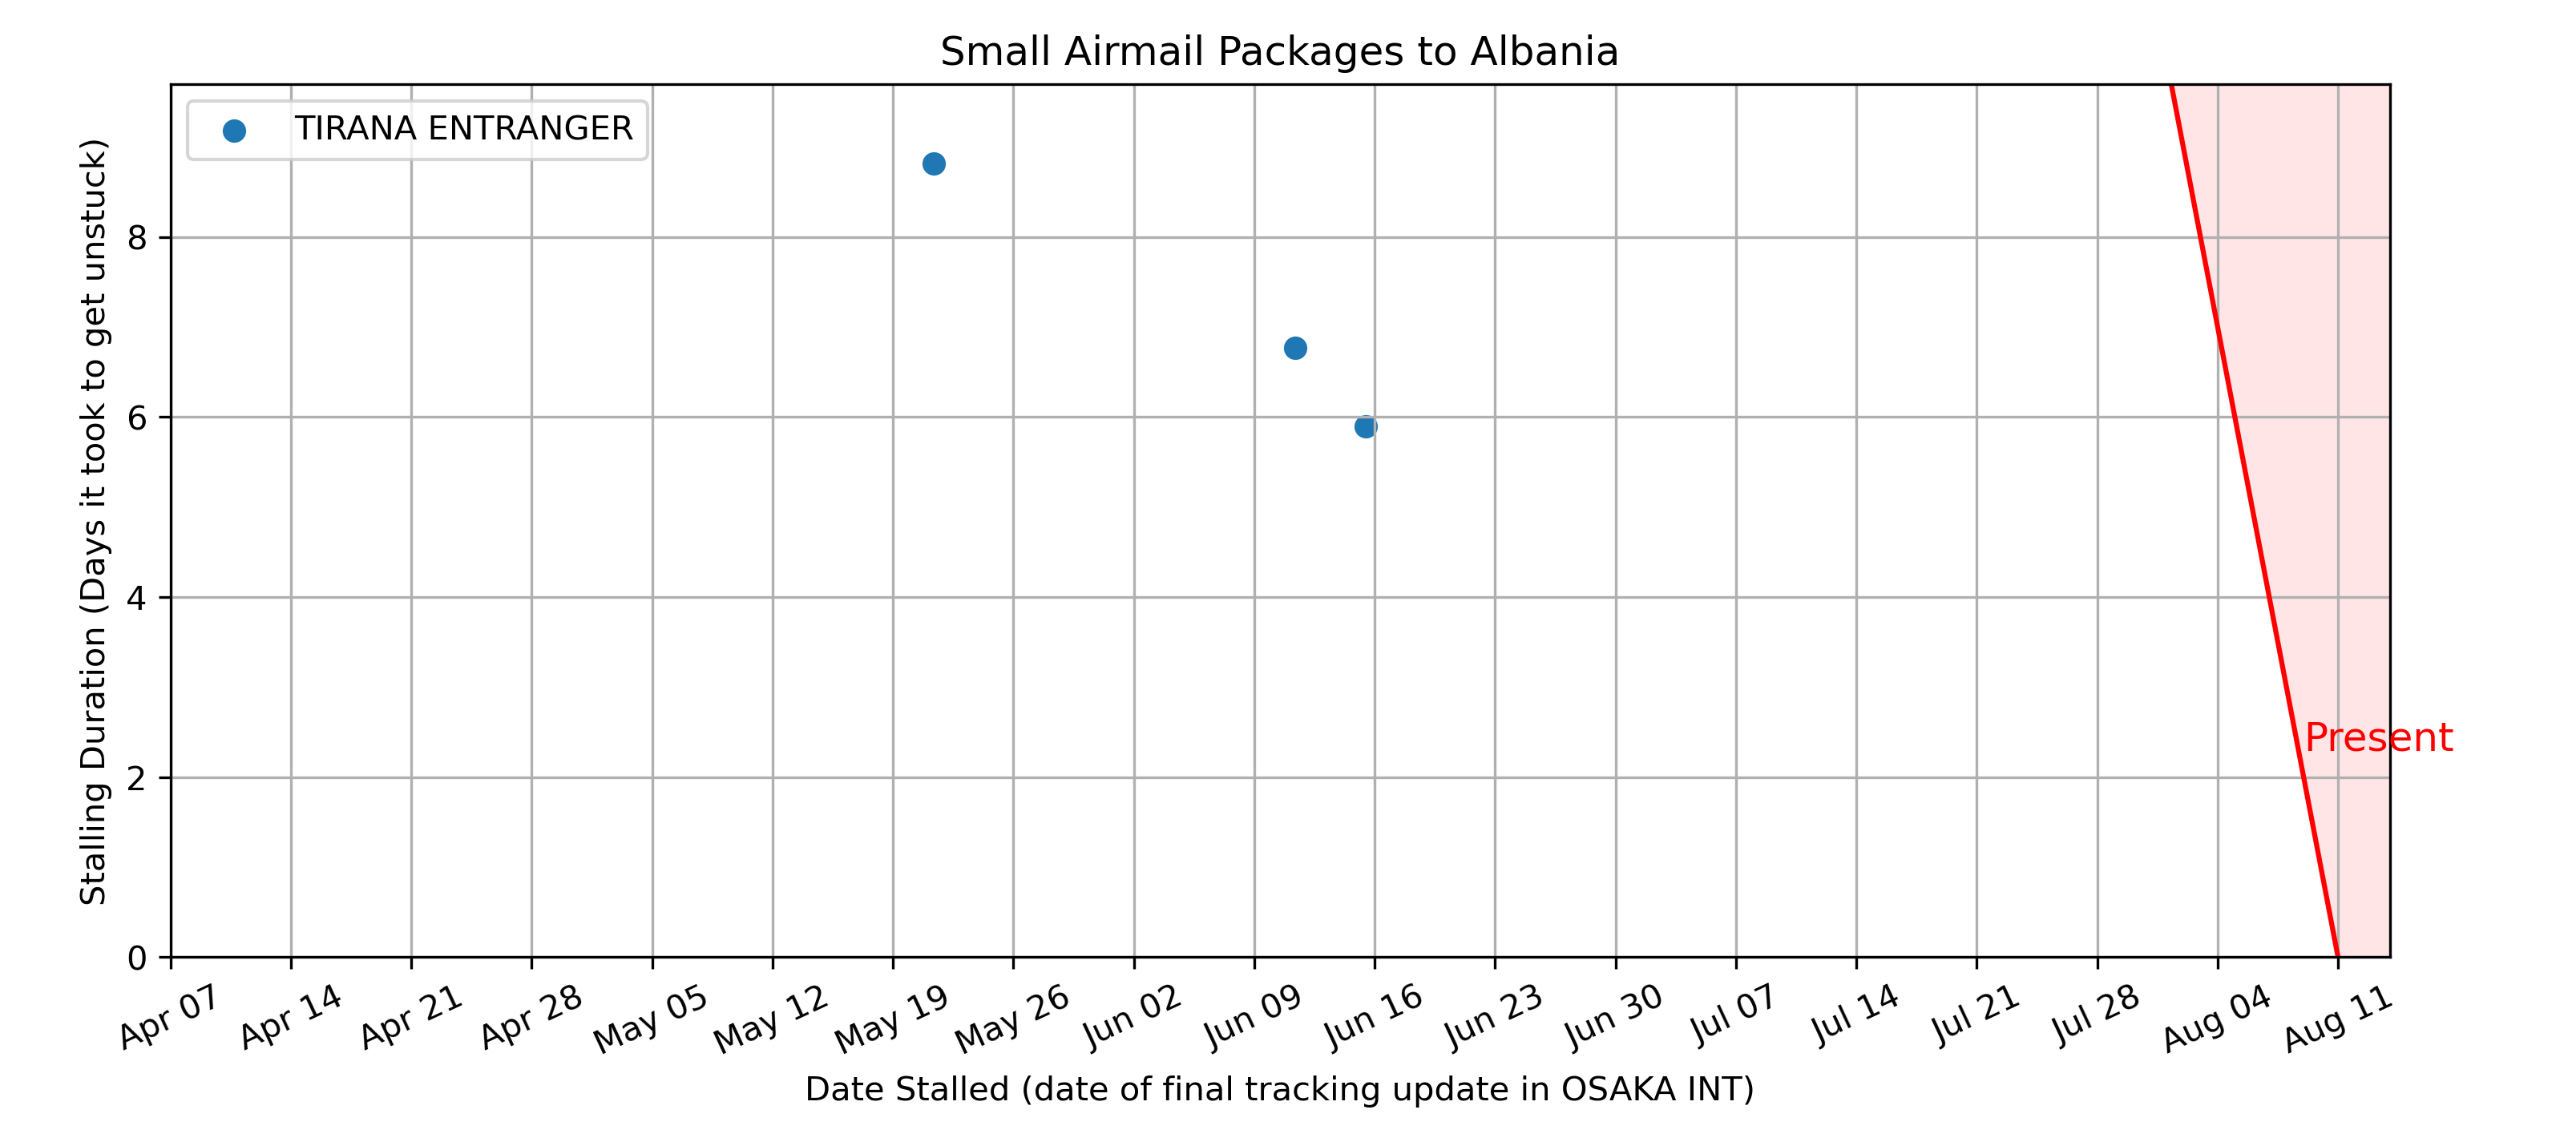 Small Airmail Packages to Albania
TIRANA ENTRANGER
Stalling Duration (Days it took to get unstuck)
8
6
4
2
0
Present
Apr 07
Apr 14
Apr 21
Apr 28
May 05
May 12
May 19
May 26
Jun 02
Jun 09
Jun 16
Jun 23
Jun 30
Jul 07
Jul 14
Jul 21
Jul 28
Aug 04
Aug 11
Date Stalled (date of final tracking update in OSAKA INT)